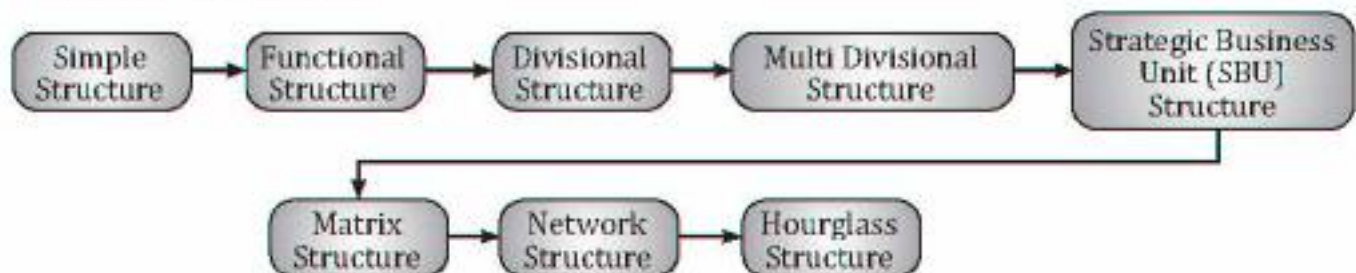 Simple
Structure
Functional
Structure
Divisional
Structure
Multi Divisional
Structure
Strategic Business
Unit (SBU)
Structure
Matrix
Structure
Network
Structure
Hourglass
Structure